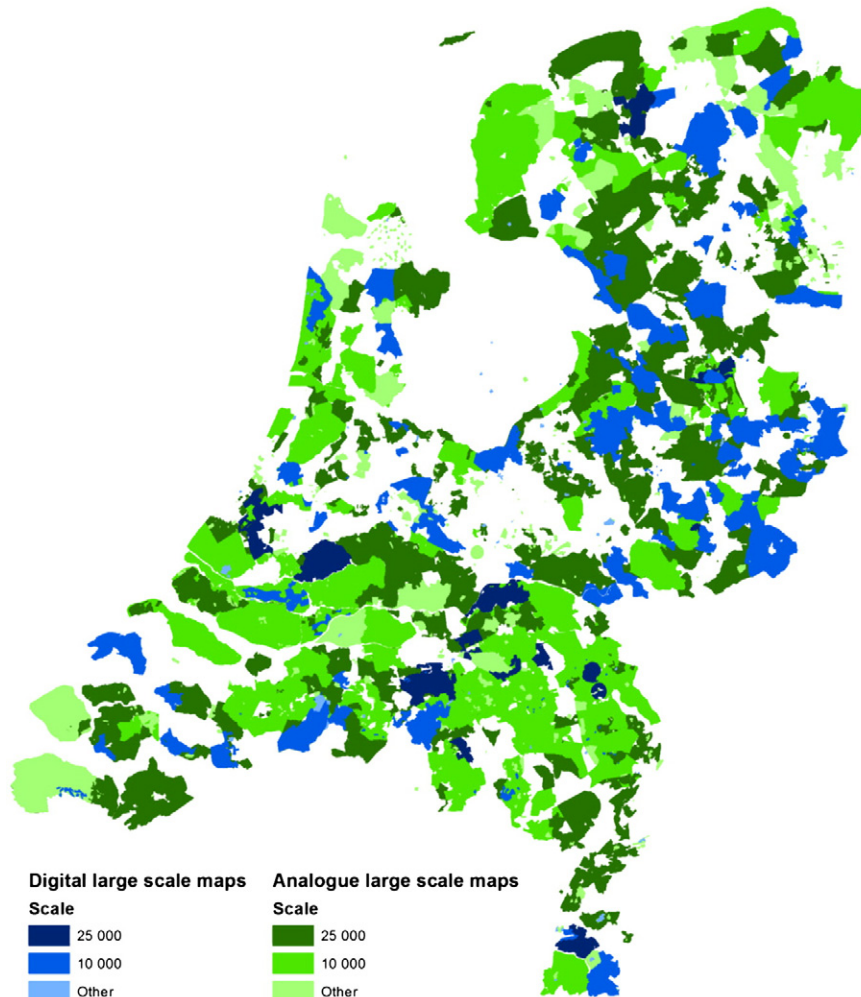 Digital large scale maps
Scale
25 000
10 000
Other
Analogue large scale maps
Scale
25 000
10 000
Other